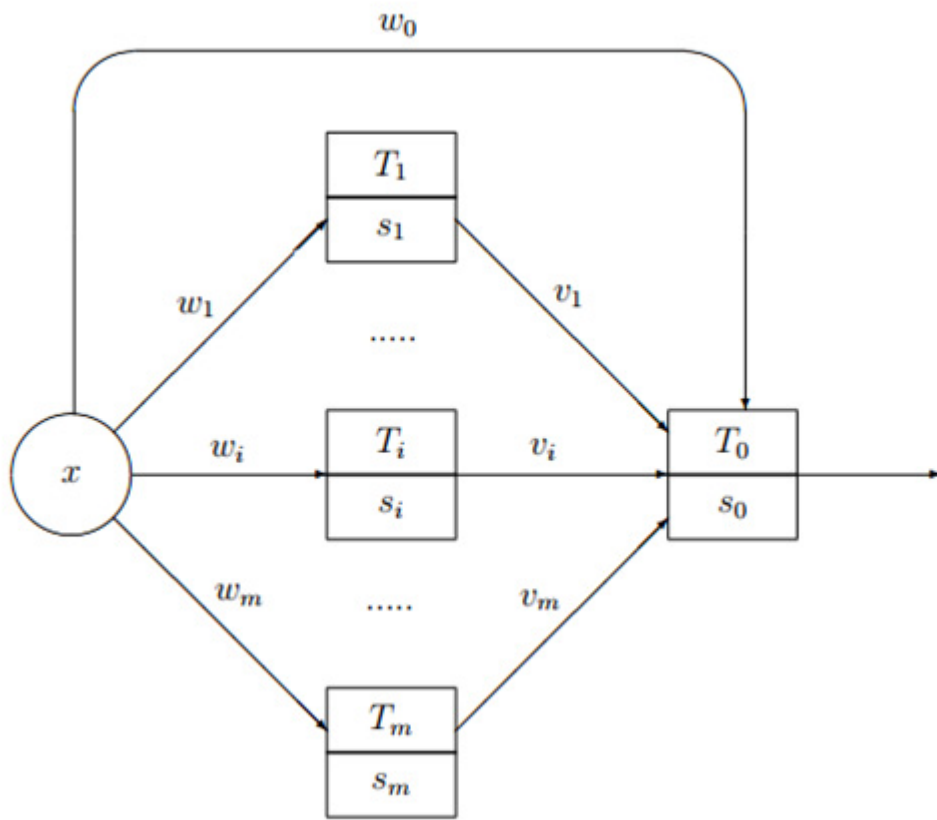 w₀
T₁
s₁
w₁
v₁
.....
x
wᵢ
Tᵢ
sᵢ
vᵢ
T₀
s₀
wₘ
.....
vₘ
Tₘ
sₘ